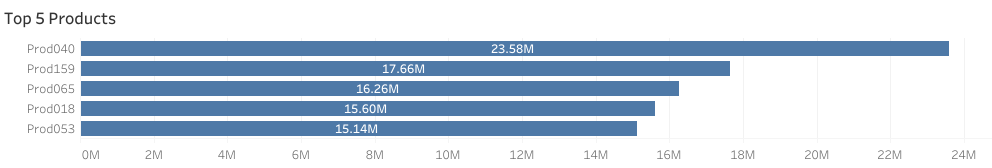 Top 5 Products
Prod040 23.58M
Prod159 17.66M
Prod065 16.26M
Prod018 15.60M
Prod053 15.14M
0M 2M 4M 6M 8M 10M 12M 14M 16M 18M 20M 22M 24M